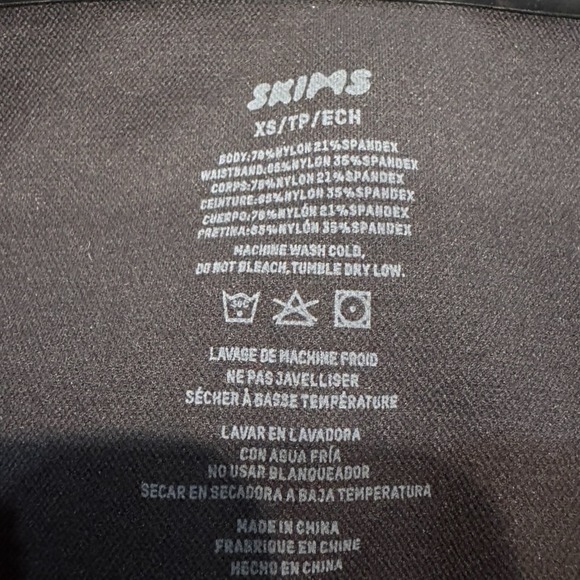 SKIMS
XS/TP/ECH
BODY:79%NYLON 21%SPANDEX
WAISTBAND:65%NYLON 35%SPANDEX
CORPS:79%NYLON 21%SPANDEX
CEINTURE:65%NYLON 35%SPANDEX
CUERPO:79%NYLON 21%SPANDEX
PRETINA:65%NYLÓN 35%SPANDEX
MACHINE WASH COLD,
DO NOT BLEACH, TUMBLE DRY LOW.
30C
LAVAGE DE MACHINE FROID
NE PAS JAVELLISER
SÉCHER À BASSE TEMPÉRATURE
LAVAR EN LAVADORA
CON AGUA FRÍA
NO USAR BLANQUEADOR
SECAR EN SECADORA A BAJA TEMPERATURA
MADE IN CHINA
FRABRIQUE EN CHINE
HECHO EN CHINA